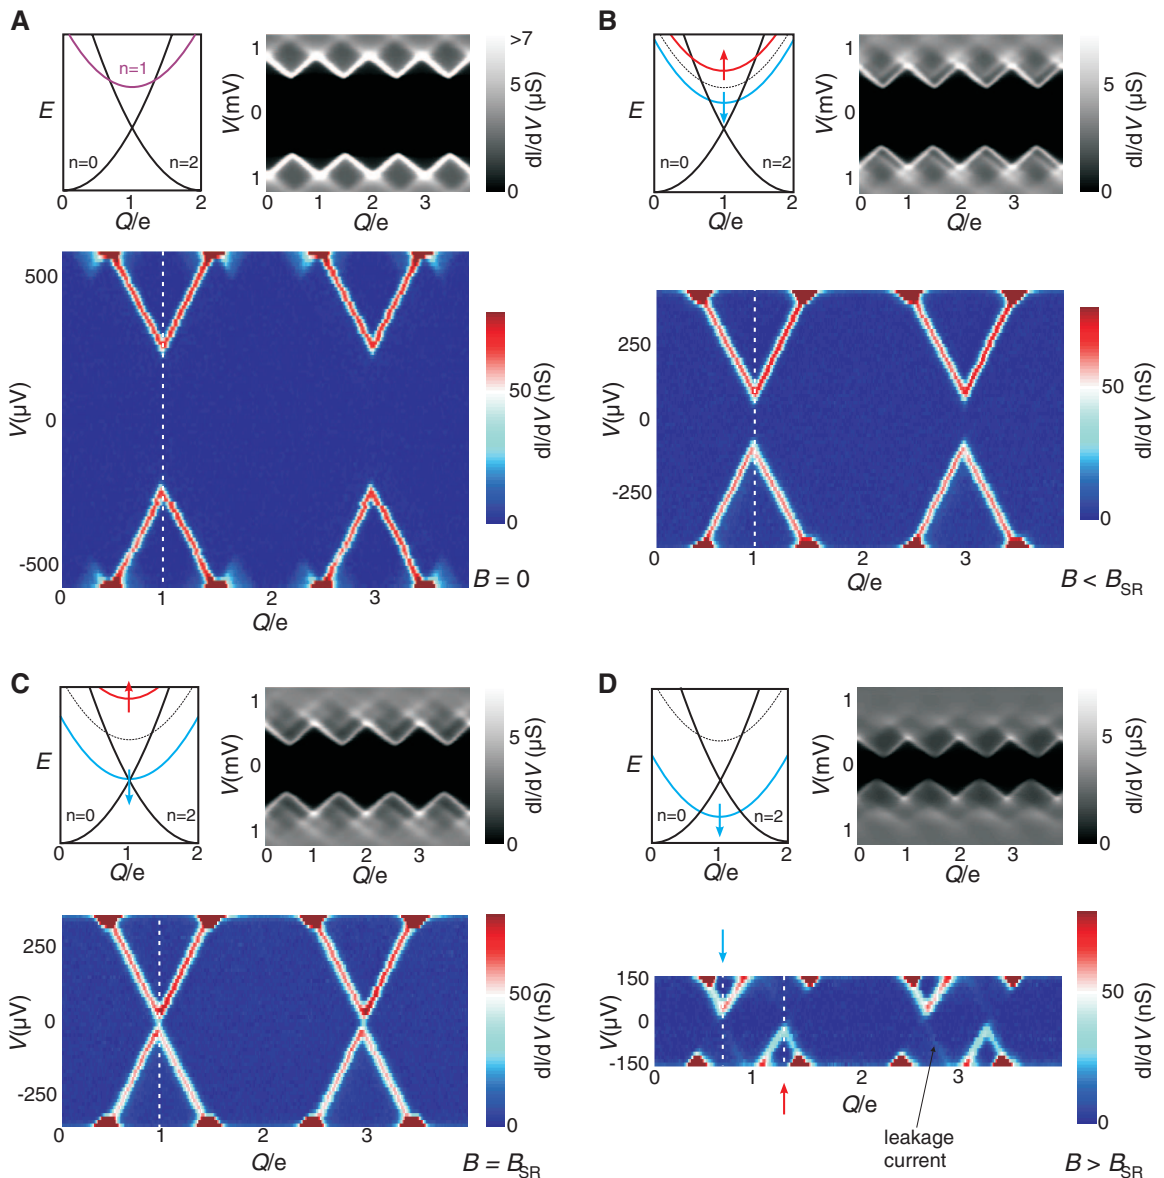 A
E
n=1
n=0
n=2
0
1
2
Q/e
V(mV)
1
0
1
0
1
2
3
Q/e
>7
5
0
dI/dV (µS)
V(µV)
500
250
0
-250
-500
0
1
2
3
Q/e
50
0
dI/dV (nS)
B = 0
B
E
n=0
n=2
0
1
2
Q/e
V(mV)
1
0
1
0
1
2
3
Q/e
5
0
dI/dV (µS)
V(µV)
250
0
-250
0
1
2
3
Q/e
50
0
dI/dV (nS)
B < BSR
C
E
n=0
n=2
0
1
2
Q/e
V(mV)
1
0
1
0
1
2
3
Q/e
5
0
dI/dV (µS)
V(µV)
250
0
-250
0
1
2
3
Q/e
50
0
dI/dV (nS)
B = BSR
D
E
n=0
n=2
0
1
2
Q/e
V(mV)
1
0
1
0
1
2
3
Q/e
5
0
dI/dV (µS)
V(µV)
150
0
-150
0
1
2
3
Q/e
leakage
current
50
0
dI/dV (nS)
B > BSR